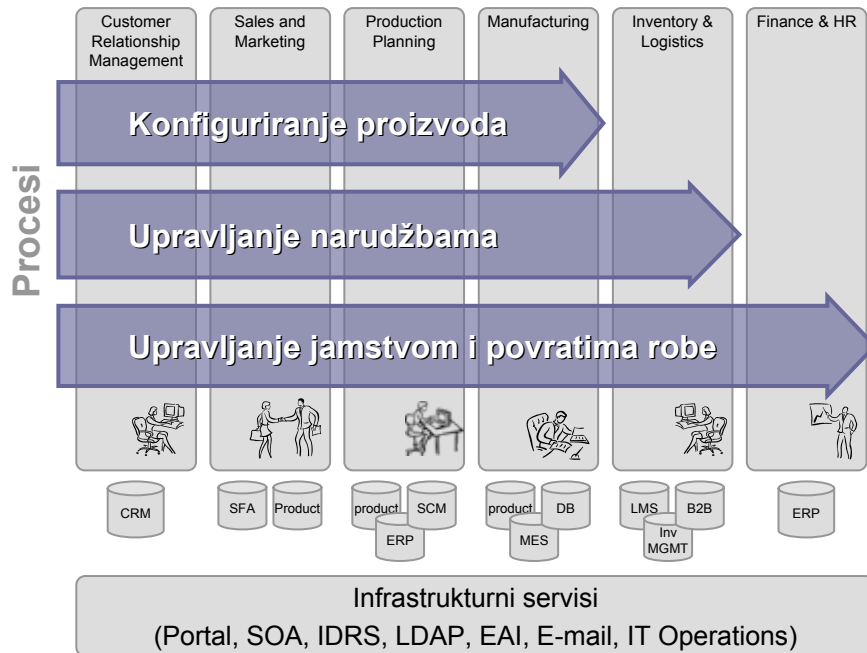 Customer
Relationship
Management
Sales and
Marketing
Production
Planning
Manufacturing
Inventory &
Logistics
Finance & HR
Procesi
Konfiguriranje proizvoda
Upravljanje narudžbama
Upravljanje jamstvom i povratima robe
CRM
SFA
Product
product
SCM
ERP
product
DB
MES
LMS
B2B
Inv
MGMT
ERP
Infrastrukturni servisi
(Portal, SOA, IDRS, LDAP, EAI, E-mail, IT Operations)